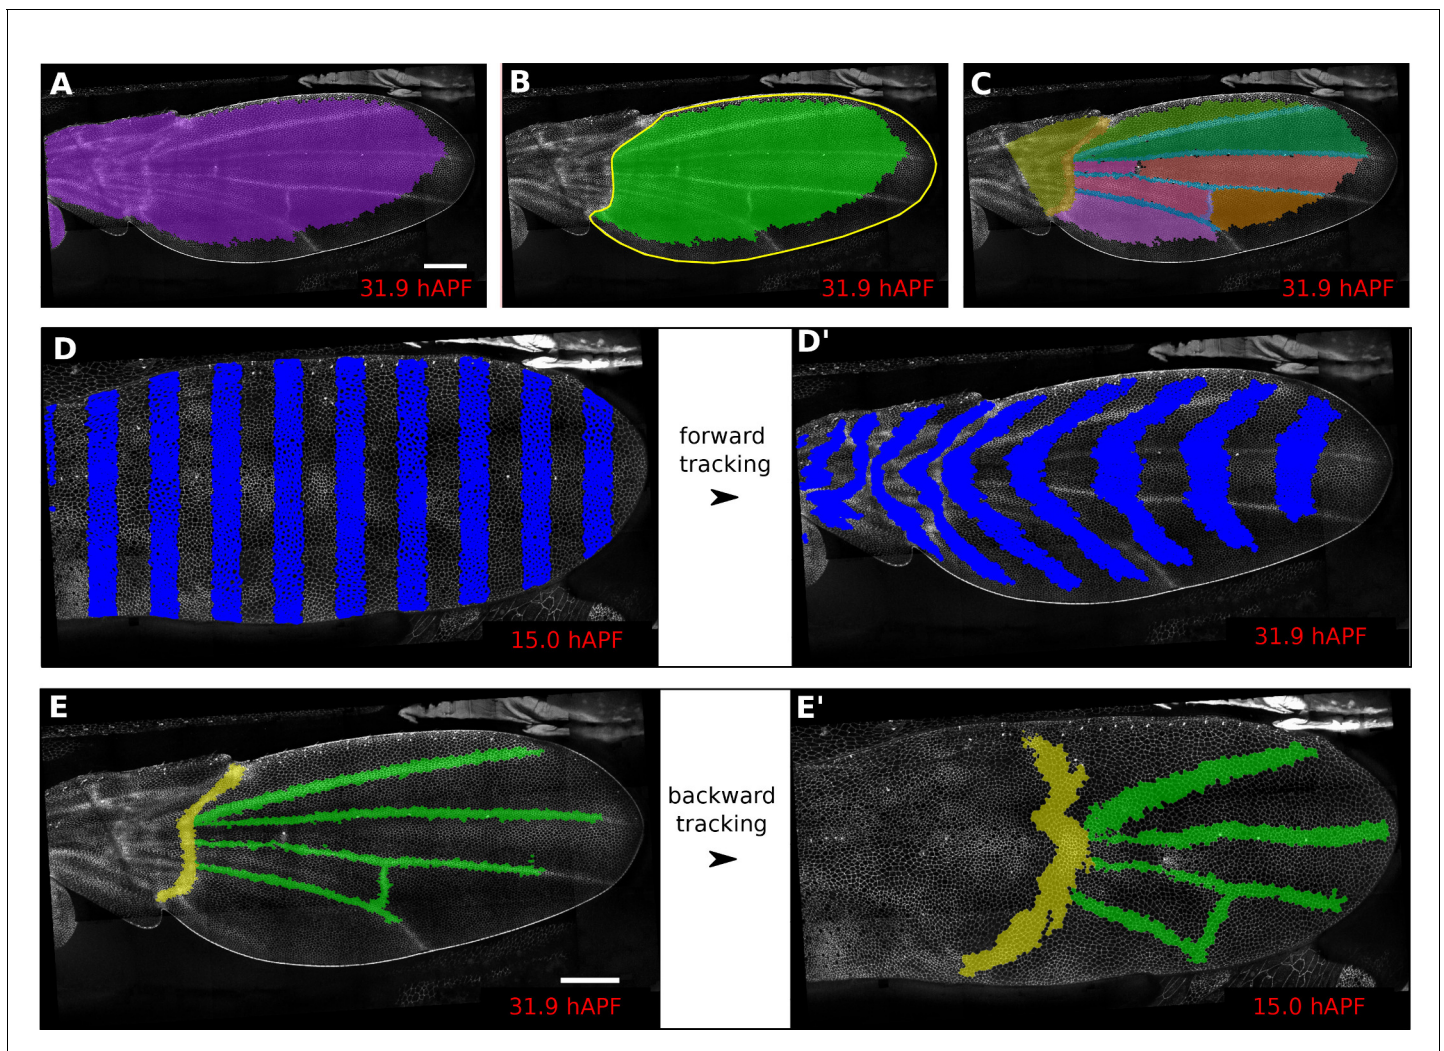 A
31.9 hAPF
B
31.9 hAPF
C
31.9 hAPF
D
15.0 hAPF
forward
tracking
D'
31.9 hAPF
E
31.9 hAPF
backward
tracking
E'
15.0 hAPF